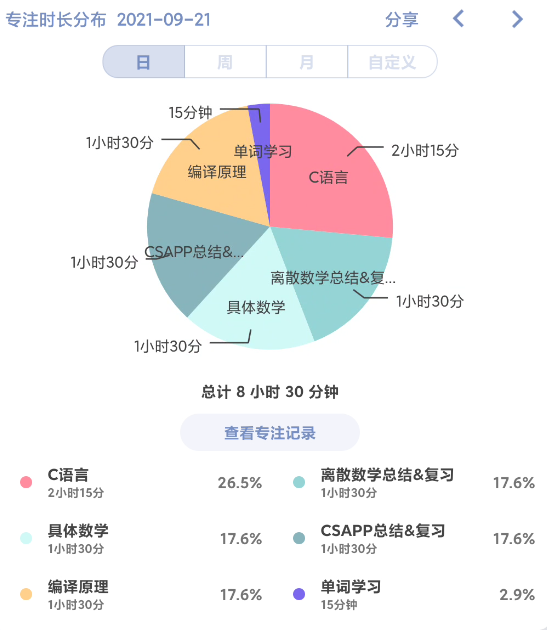 专注时长分布 2021-09-21 分享
日 周 月 自定义
15分钟
1小时30分
单词学习
2小时15分
编译原理
C语言
CSAPP总结&...
1小时30分
离散数学总结&复...
1小时30分
具体数学
1小时30分
总计 8 小时 30 分钟
查看专注记录
C语言 26.5%
2小时15分
离散数学总结&复习 17.6%
1小时30分
具体数学 17.6%
1小时30分
CSAPP总结&复习 17.6%
1小时30分
编译原理 17.6%
1小时30分
单词学习 2.9%
15分钟